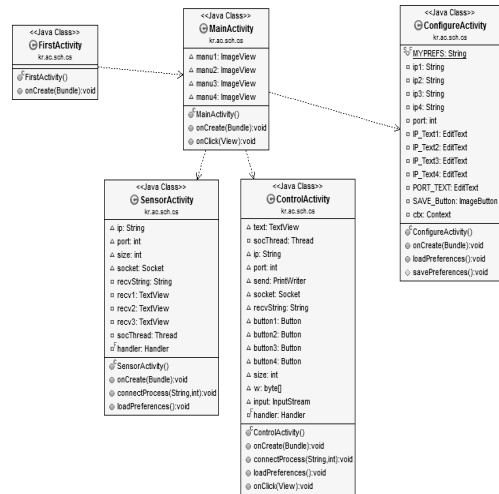 <<Java Class>>
FirstActivity
kr.ac.sch.cs
FirstActivity()
onCreate(Bundle):void
<<Java Class>>
MainActivity
kr.ac.sch.cs
manu1: ImageView
manu2: ImageView
manu3: ImageView
manu4: ImageView
MainActivity()
onCreate(Bundle):void
onClick(View):void
<<Java Class>>
ConfigureActivity
kr.ac.sch.cs
MYPREFS: String
ip1: String
ip2: String
ip3: String
ip4: String
port: int
IP_Text1: EditText
IP_Text2: EditText
IP_Text3: EditText
IP_Text4: EditText
PORT_TEXT: EditText
SAVE_Button: ImageButton
ctx: Context
ConfigureActivity()
onCreate(Bundle):void
loadPreferences():void
savePreferences():void
<<Java Class>>
SensorActivity
kr.ac.sch.cs
ip: String
port: int
size: int
socket: Socket
recvString: String
recv1: TextView
recv2: TextView
recv3: TextView
socThread: Thread
handler: Handler
SensorActivity()
onCreate(Bundle):void
connectProcess(String,int):void
loadPreferences():void
<<Java Class>>
ControlActivity
kr.ac.sch.cs
text: TextView
socThread: Thread
ip: String
port: int
send: PrintWriter
socket: Socket
recvString: String
button1: Button
button2: Button
button3: Button
button4: Button
size: int
w: byte[]
input: InputStream
handler: Handler
ControlActivity()
onCreate(Bundle):void
connectProcess(String,int):void
loadPreferences():void
onClick(View):void